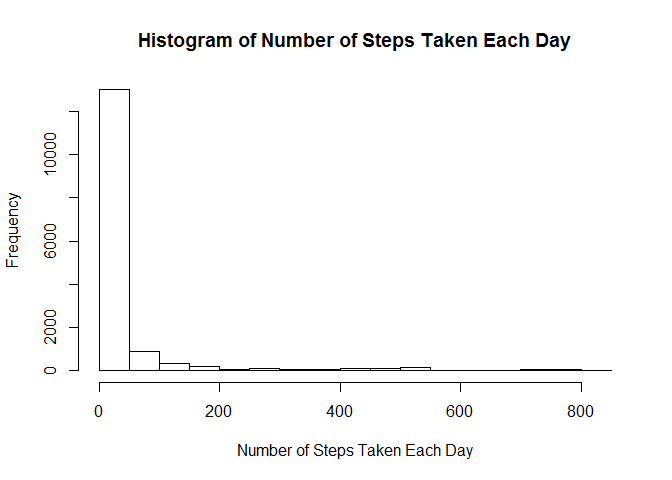 Histogram of Number of Steps Taken Each Day
Frequency
10000
6000
2000
0
0 200 400 600 800
Number of Steps Taken Each Day